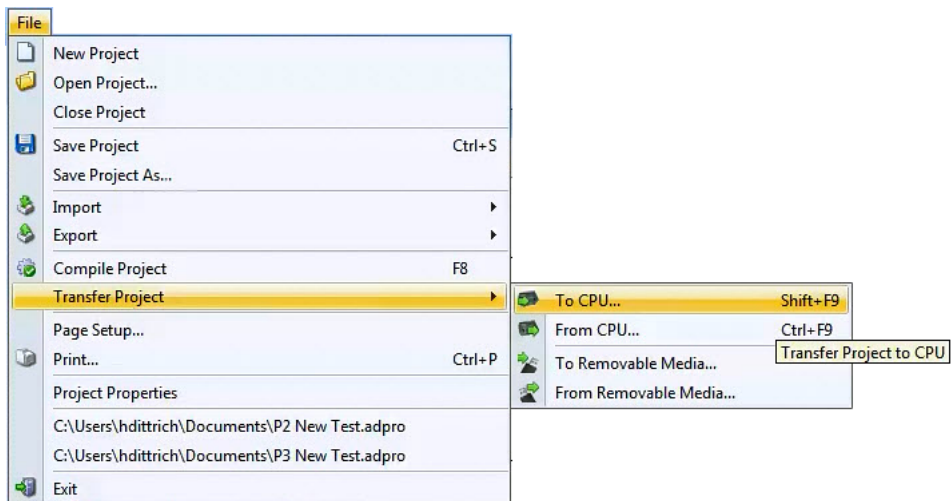 File
New Project
Open Project...
Close Project
Save Project Ctrl+S
Save Project As...
Import
Export
Compile Project F8
Transfer Project
To CPU... Shift+F9
From CPU... Ctrl+F9
Transfer Project to CPU
To Removable Media...
From Removable Media...
Page Setup...
Print... Ctrl+P
Project Properties
C:\Users\hdittrich\Documents\P2 New Test.adpro
C:\Users\hdittrich\Documents\P3 New Test.adpro
Exit